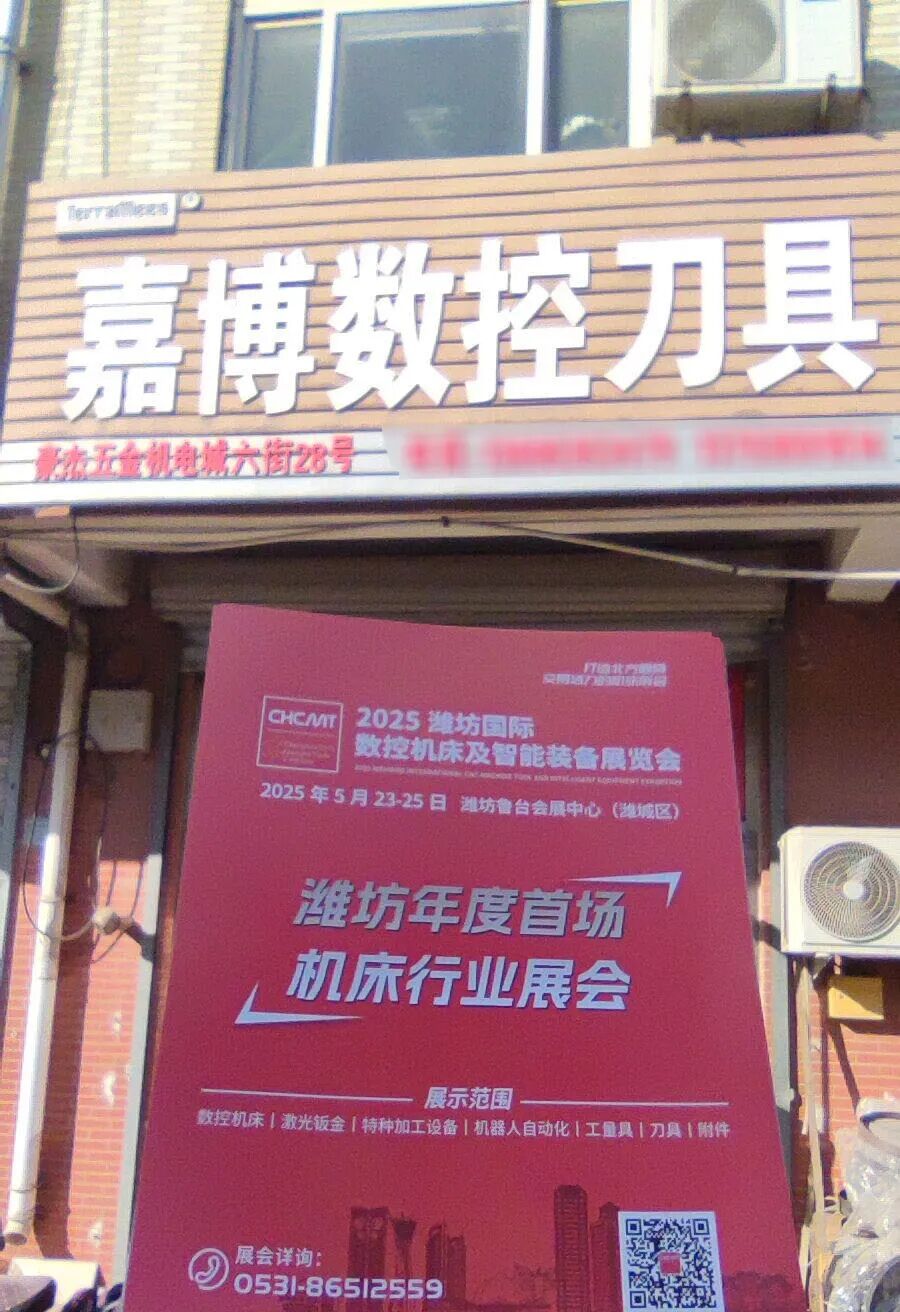 TerraMees
嘉博数控刀具
豪杰五金机电城六街28号
CHCMT
2025 潍坊国际
数控机床及智能装备展览会
2025 年 5 月 23-25 日 潍坊鲁台会展中心（潍城区）
潍坊年度首场
机床行业展会
展示范围
数控机床 | 激光钣金 | 特种加工设备 | 机器人自动化 | 工量具 | 刀具 | 附件
展会详询：
0531-86512559